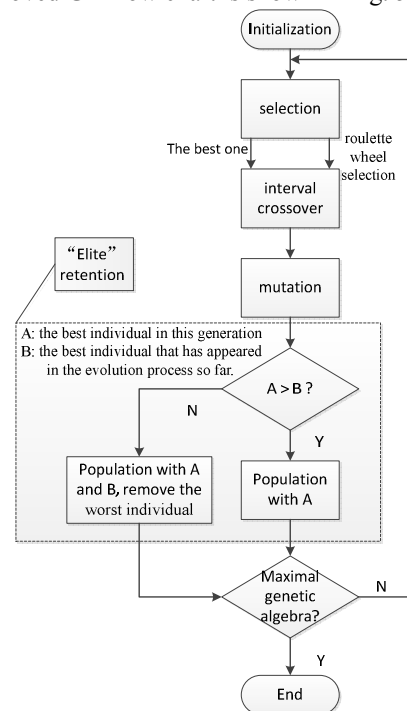 Initialization
selection
The best one
roulette
wheel
selection
interval
crossover
“Elite”
retention
mutation
A: the best individual in this generation
B: the best individual that has appeared
in the evolution process so far.
A > B ?
N
Y
Population with A
and B, remove the
worst individual
Population
with A
Maximal
genetic
algebra?
N
Y
End